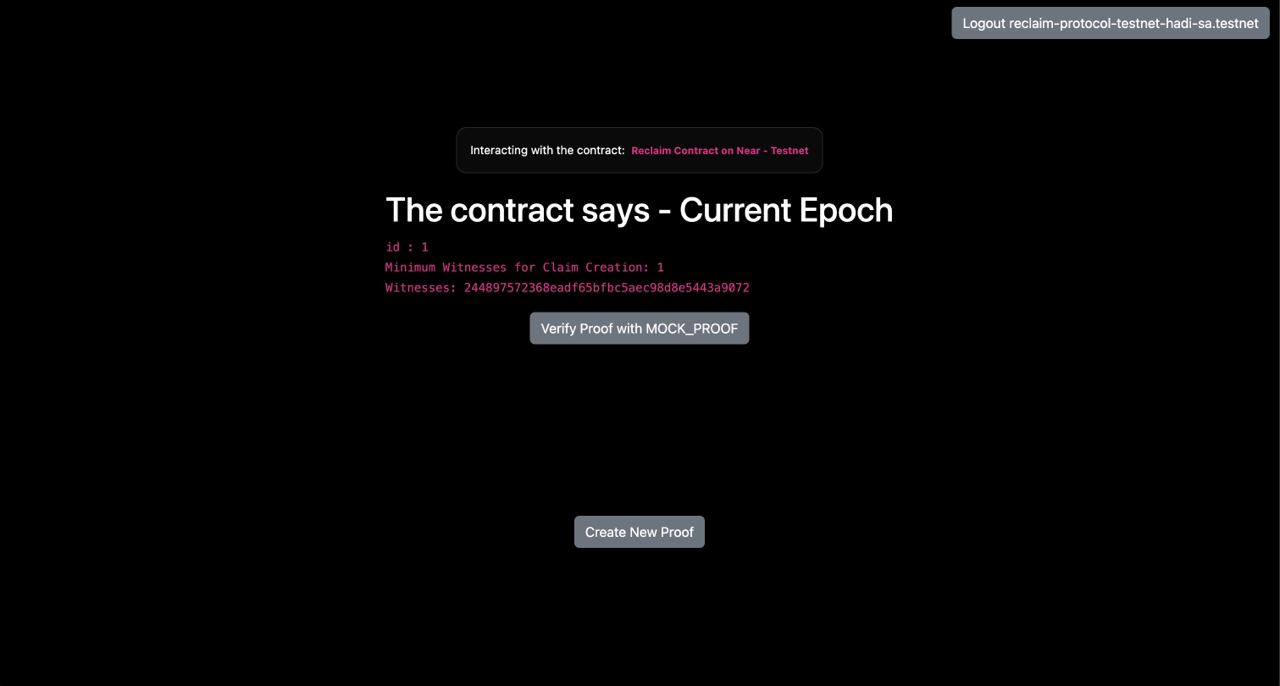 Logout reclaim-protocol-testnet-hadi-sa.testnet
Interacting with the contract: Reclaim Contract on Near - Testnet
The contract says - Current Epoch
id : 1
Minimum Witnesses for Claim Creation: 1
Witnesses: 244897572368eadf65bfbc5aec98d8e5443a9072
Verify Proof with MOCK_PROOF
Create New Proof